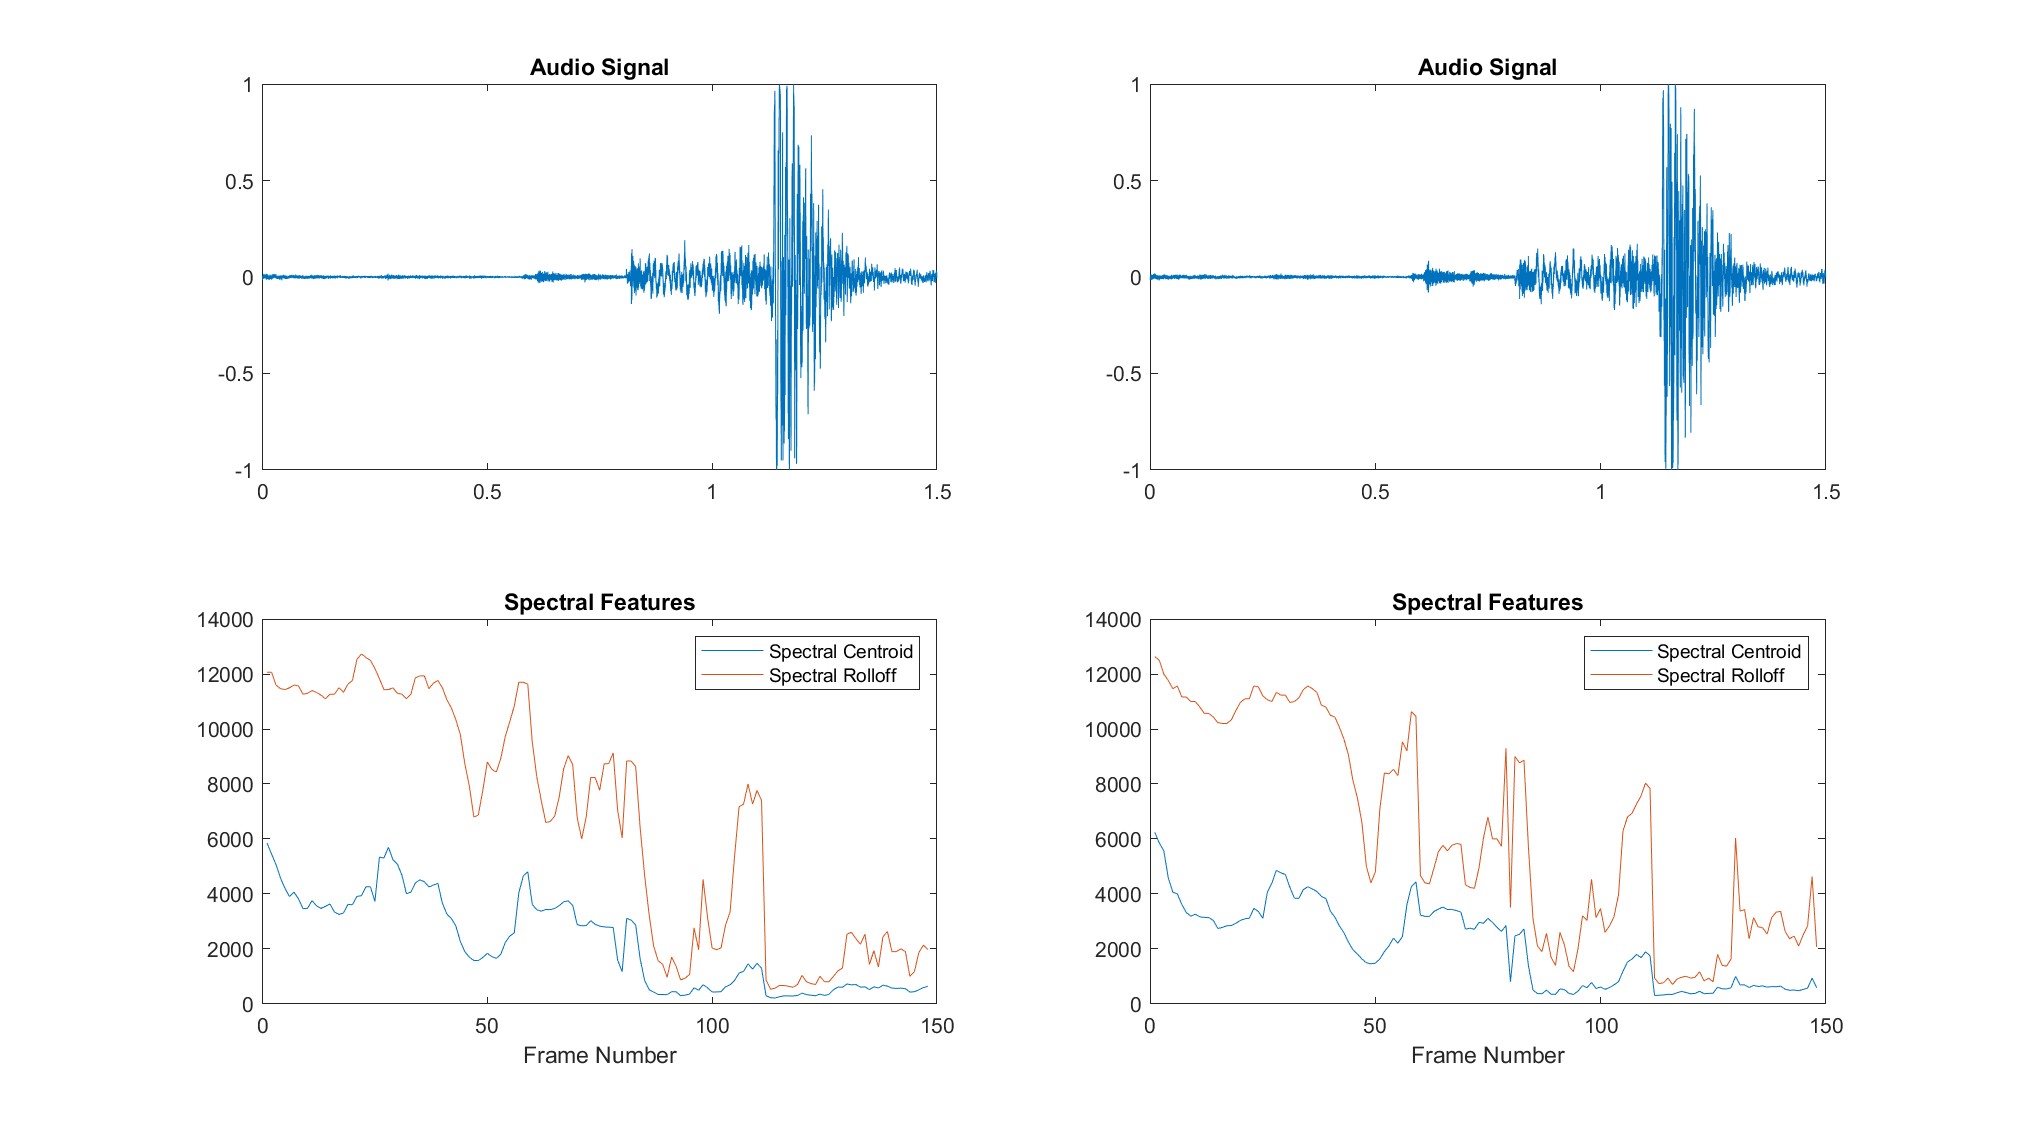 Audio Signal
1
0.5
0
-0.5
-1
0 0.5 1 1.5
Audio Signal
1
0.5
0
-0.5
-1
0 0.5 1 1.5
Spectral Features
14000
12000
10000
8000
6000
4000
2000
0
Spectral Centroid
Spectral Rolloff
0 50 100 150
Frame Number
Spectral Features
14000
12000
10000
8000
6000
4000
2000
0
Spectral Centroid
Spectral Rolloff
0 50 100 150
Frame Number